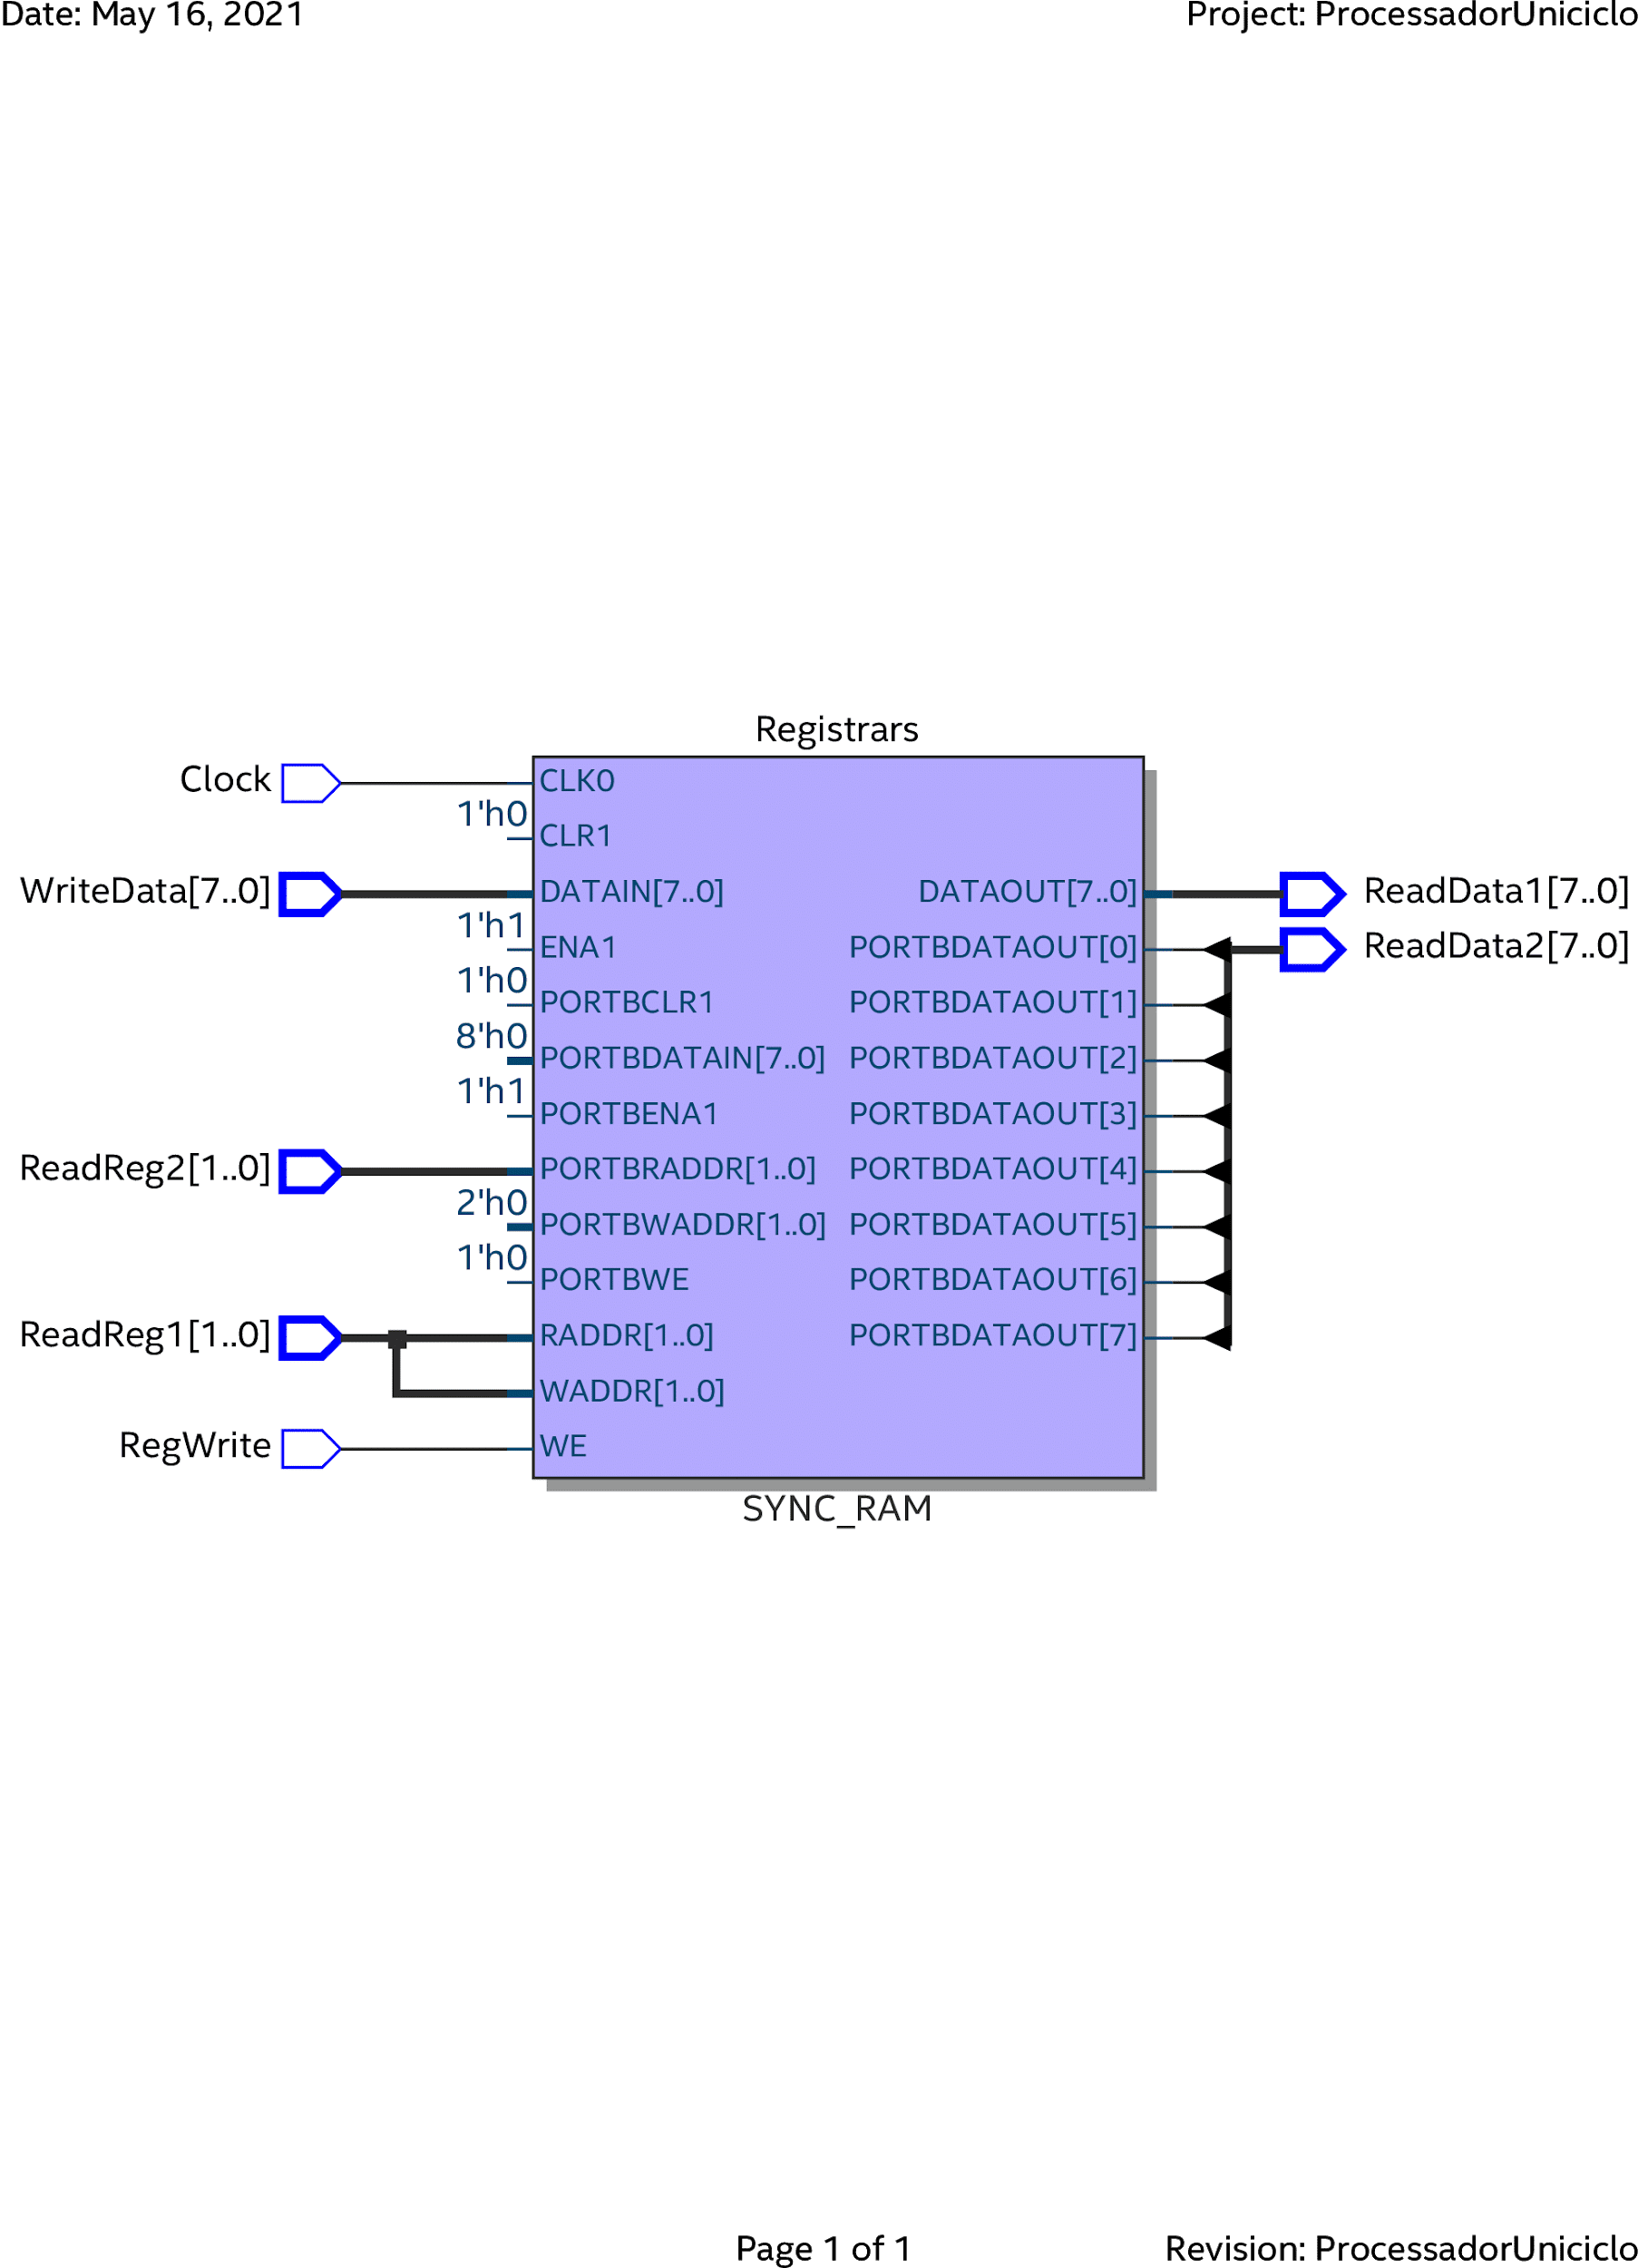 Date: May 16, 2021 Project: ProcessadorUniciclo
Registrars
Clock CLK0
1'h0
CLR1
WriteData[7..0] DATAIN[7..0] DATAOUT[7..0] ReadData1[7..0]
1'h1
ENA1 PORTBDATAOUT[0] ReadData2[7..0]
1'h0
PORTBCLR1 PORTBDATAOUT[1]
8'h0
PORTBDATAIN[7..0] PORTBDATAOUT[2]
1'h1
PORTBENA1 PORTBDATAOUT[3]
ReadReg2[1..0] PORTBRADDR[1..0] PORTBDATAOUT[4]
2'h0
PORTBWADDR[1..0] PORTBDATAOUT[5]
1'h0
PORTBWE PORTBDATAOUT[6]
ReadReg1[1..0] RADDR[1..0] PORTBDATAOUT[7]
WADDR[1..0]
RegWrite WE
SYNC_RAM
Page 1 of 1 Revision: ProcessadorUniciclo